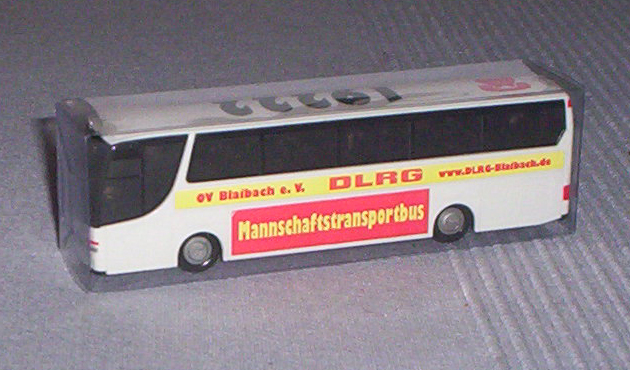 19222
OV Blaibach e. V. DLRG www.DLRG-Blaibach.de
Mannschaftstransportbus